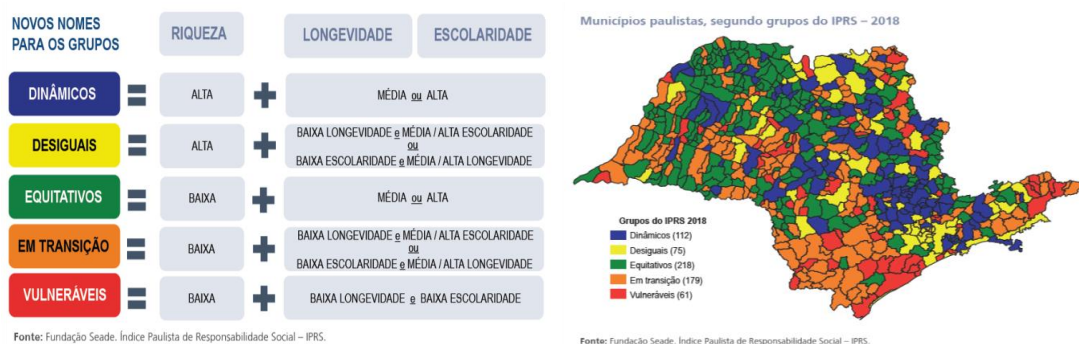 NOVOS NOMES
PARA OS GRUPOS
RIQUEZA
LONGEVIDADE
ESCOLARIDADE
DINÂMICOS
=
ALTA
+
MÉDIA ou ALTA
DESIGUAIS
=
ALTA
+
BAIXA LONGEVIDADE e MÉDIA / ALTA ESCOLARIDADE
ou
BAIXA ESCOLARIDADE e MÉDIA / ALTA LONGEVIDADE
EQUITATIVOS
=
BAIXA
+
MÉDIA ou ALTA
EM TRANSIÇÃO
=
BAIXA
+
BAIXA LONGEVIDADE e MÉDIA / ALTA ESCOLARIDADE
ou
BAIXA ESCOLARIDADE e MÉDIA / ALTA LONGEVIDADE
VULNERÁVEIS
=
BAIXA
+
BAIXA LONGEVIDADE e BAIXA ESCOLARIDADE
Fonte: Fundação Seade. Índice Paulista de Responsabilidade Social – IPRS.
Municípios paulistas, segundo grupos do IPRS – 2018
Grupos do IPRS 2018
Dinâmicos (112)
Desiguais (75)
Equitativos (218)
Em transição (179)
Vulneráveis (61)
Fonte: Fundação Seade. Índice Paulista de Responsabilidade Social – IPRS.